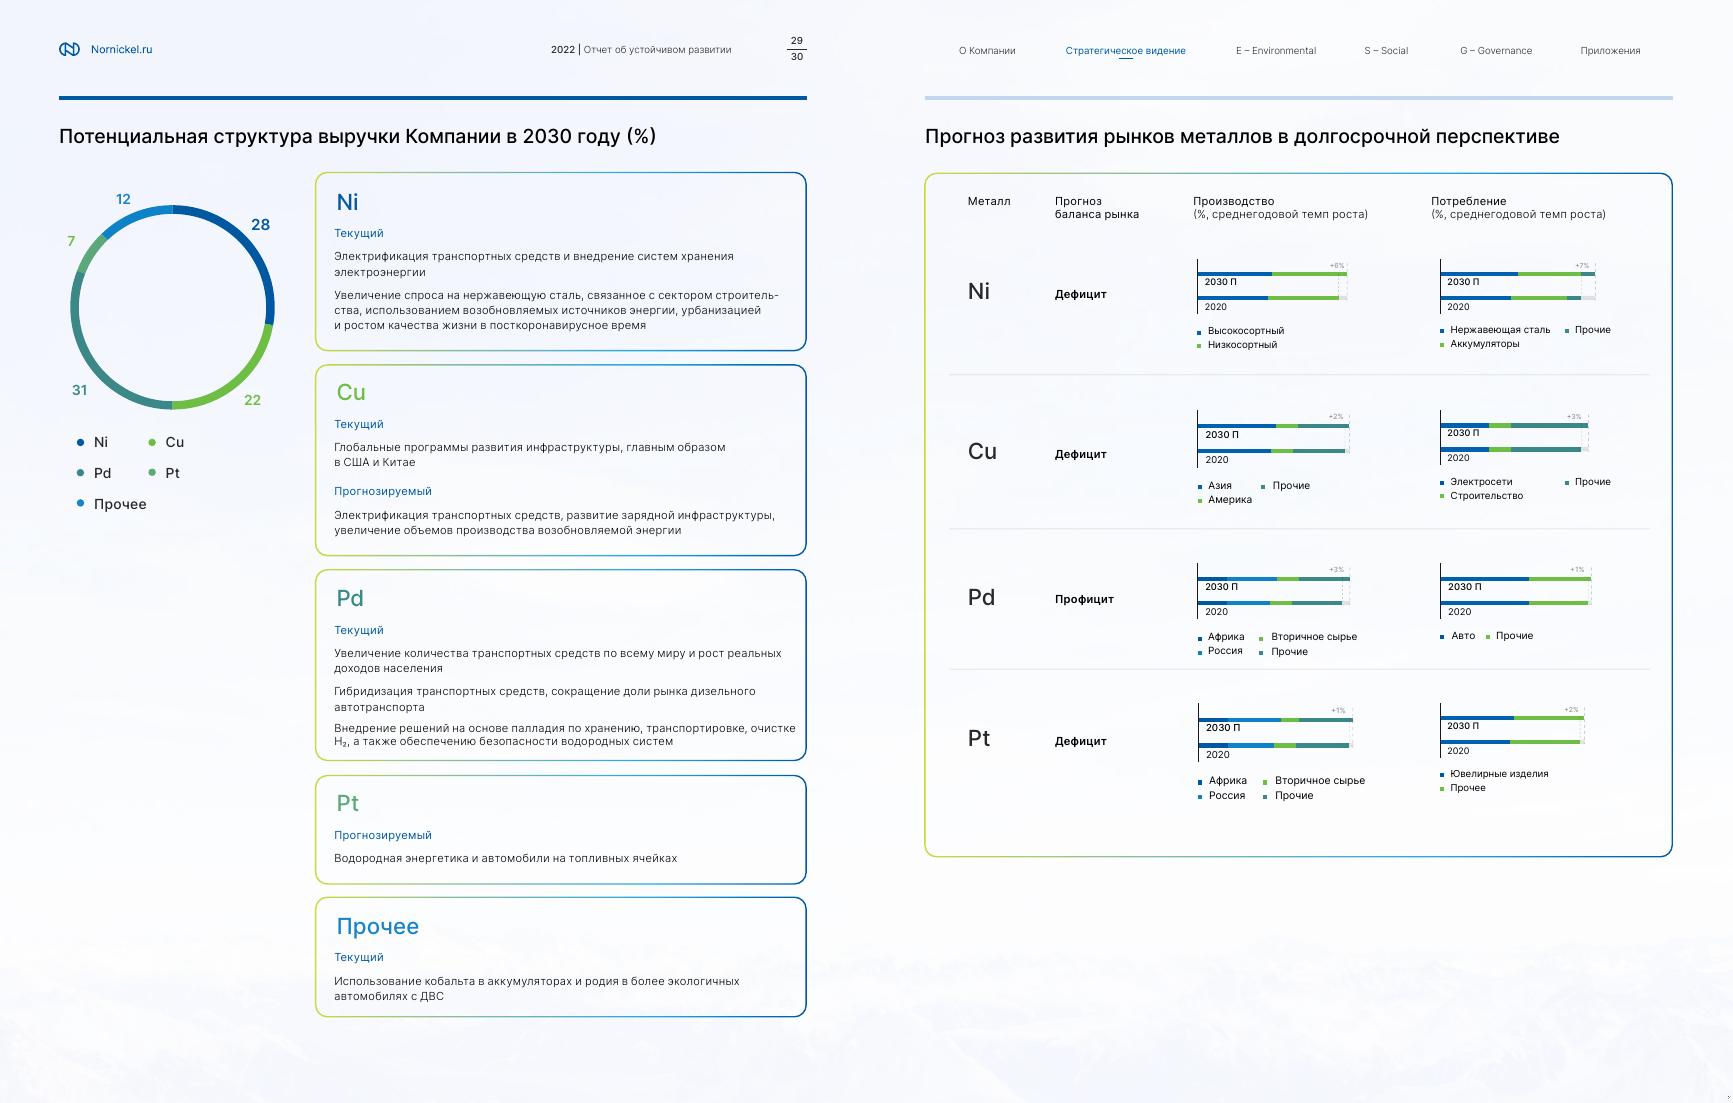 Nornickel.ru
2022 | Отчет об устойчивом развитии
29
30
О Компании
Стратегическое видение
E – Environmental
S – Social
G – Governance
Приложения
Потенциальная структура выручки Компании в 2030 году (%)
12
28
7
31
22
Ni
Cu
Pd
Pt
Прочее
Ni
Текущий
Электрификация транспортных средств и внедрение систем хранения
электроэнергии
Увеличение спроса на нержавеющую сталь, связанное с сектором строитель-
ства, использованием возобновляемых источников энергии, урбанизацией
и ростом качества жизни в посткоронавирусное время
Cu
Текущий
Глобальные программы развития инфраструктуры, главным образом
в США и Китае
Прогнозируемый
Электрификация транспортных средств, развитие зарядной инфраструктуры,
увеличение объемов производства возобновляемой энергии
Pd
Текущий
Увеличение количества транспортных средств по всему миру и рост реальных
доходов населения
Гибридизация транспортных средств, сокращение доли рынка дизельного
автотранспорта
Внедрение решений на основе палладия по хранению, транспортировке, очистке
H₂, а также обеспечению безопасности водородных систем
Pt
Прогнозируемый
Водородная энергетика и автомобили на топливных ячейках
Прочее
Текущий
Использование кобальта в аккумуляторах и родия в более экологичных
автомобилях с ДВС
Прогноз развития рынков металлов в долгосрочной перспективе
Металл
Прогноз
баланса рынка
Производство
(%, среднегодовой темп роста)
Потребление
(%, среднегодовой темп роста)
Ni
Дефицит
+6%
2030 П
2020
Высокосортный
Низкосортный
+7%
2030 П
2020
Нержавеющая сталь
Прочие
Аккумуляторы
Cu
Дефицит
+2%
2030 П
2020
Азия
Прочие
Америка
+3%
2030 П
2020
Электросети
Прочие
Строительство
Pd
Профицит
+3%
2030 П
2020
Африка
Вторичное сырье
Россия
Прочие
+1%
2030 П
2020
Авто
Прочие
Pt
Дефицит
+1%
2030 П
2020
Африка
Вторичное сырье
Россия
Прочие
+2%
2030 П
2020
Ювелирные изделия
Прочее